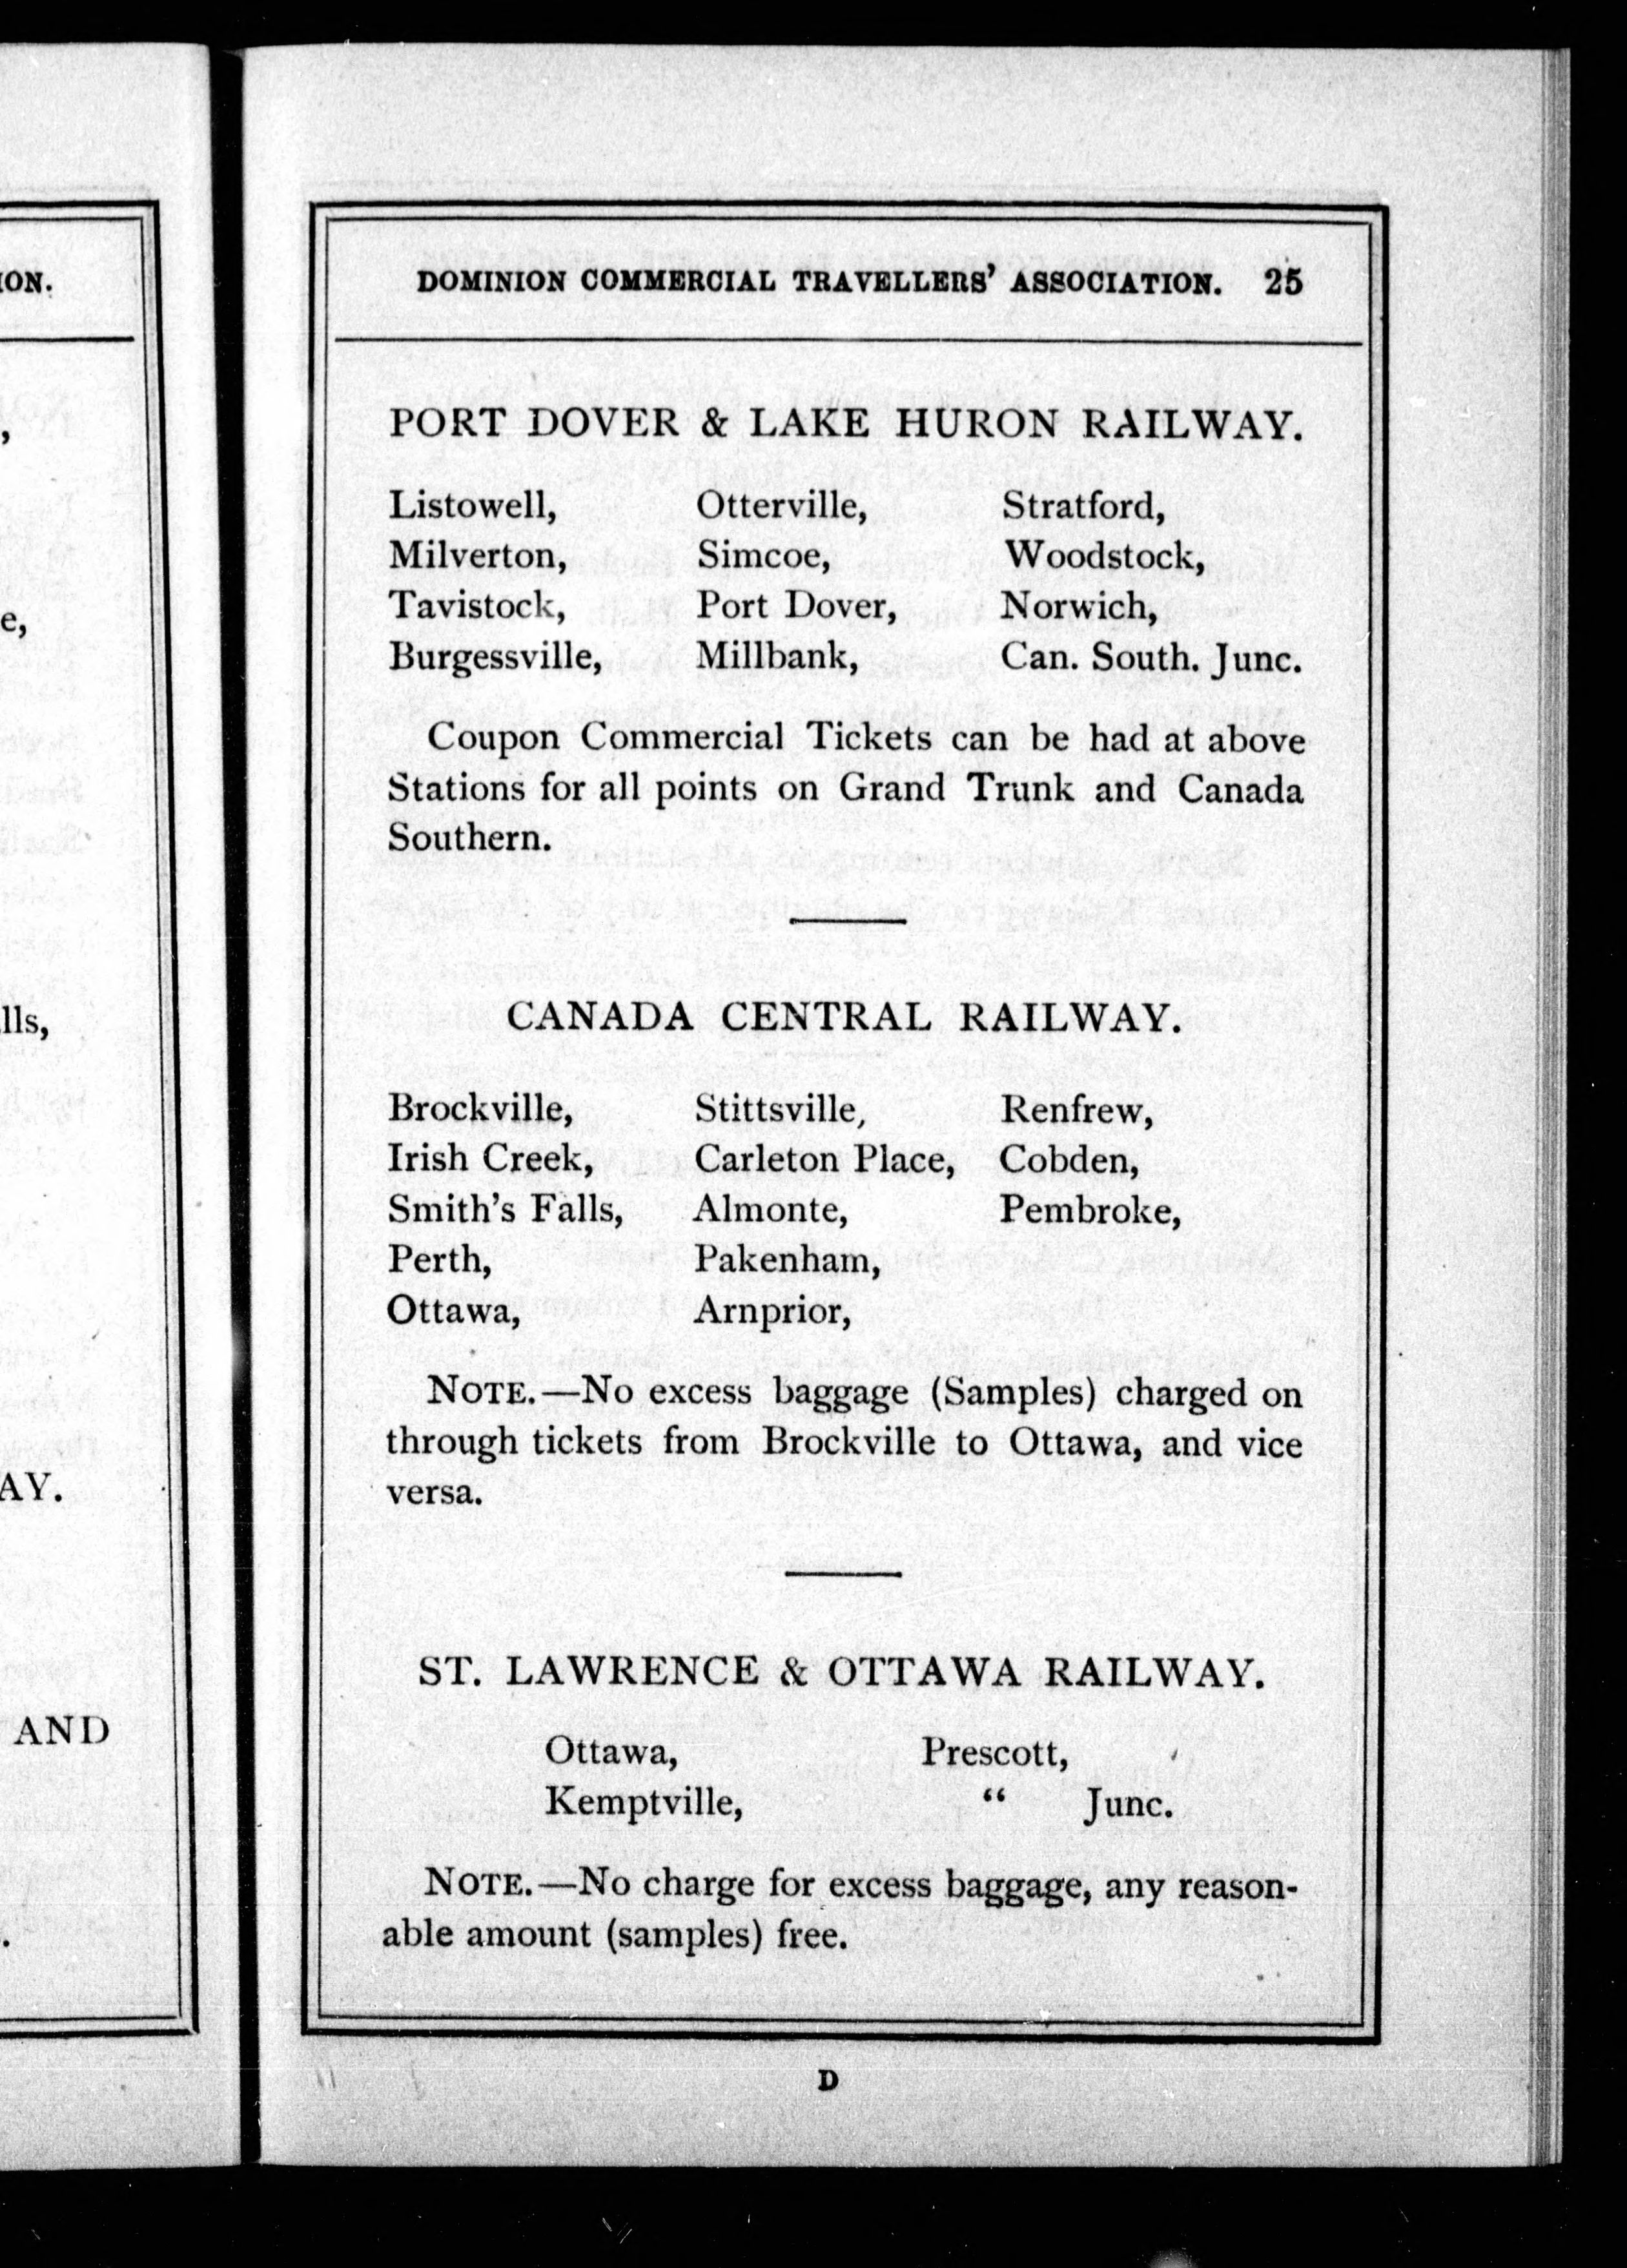 ION.
,
e,
lls,
AY.
AND
.
DOMINION COMMERCIAL TRAVELLERS' ASSOCIATION. 25
PORT DOVER & LAKE HURON RAILWAY.
Listowell, Otterville, Stratford,
Milverton, Simcoe, Woodstock,
Tavistock, Port Dover, Norwich,
Burgessville, Millbank, Can. South. Junc.
Coupon Commercial Tickets can be had at above
Stations for all points on Grand Trunk and Canada
Southern.
CANADA CENTRAL RAILWAY.
Brockville, Stittsville, Renfrew,
Irish Creek, Carleton Place, Cobden,
Smith's Falls, Almonte, Pembroke,
Perth, Pakenham,
Ottawa, Arnprior,
NOTE.—No excess baggage (Samples) charged on
through tickets from Brockville to Ottawa, and vice
versa.
ST. LAWRENCE & OTTAWA RAILWAY.
Ottawa, Prescott,
Kemptville, “ Junc.
NOTE.—No charge for excess baggage, any reason-
able amount (samples) free.
D